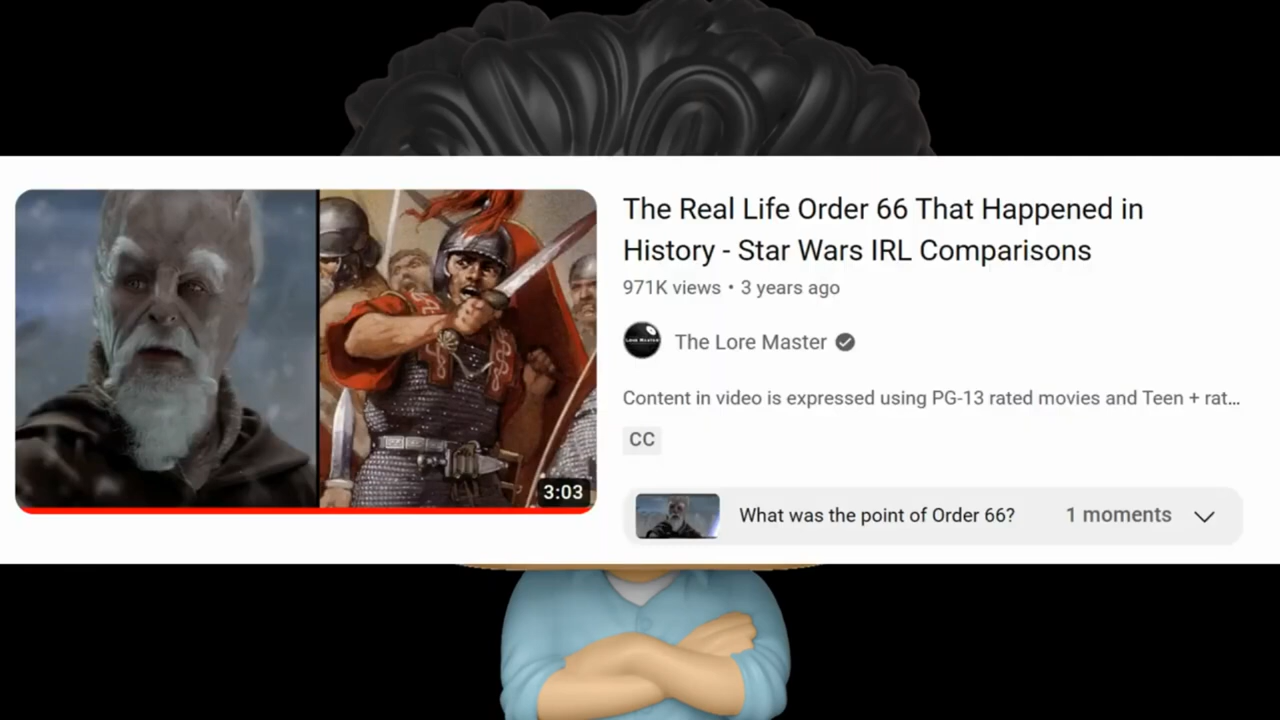 The Real Life Order 66 That Happened in
History - Star Wars IRL Comparisons
971K views • 3 years ago
The Lore Master
Content in video is expressed using PG-13 rated movies and Teen + rat...
CC
3:03
What was the point of Order 66?
1 moments